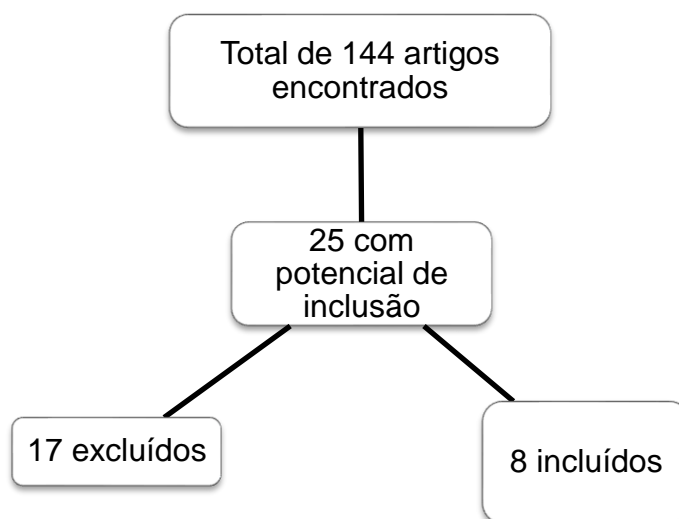 Total de 144 artigos
encontrados
25 com
potencial de
inclusão
17 excluídos
8 incluídos